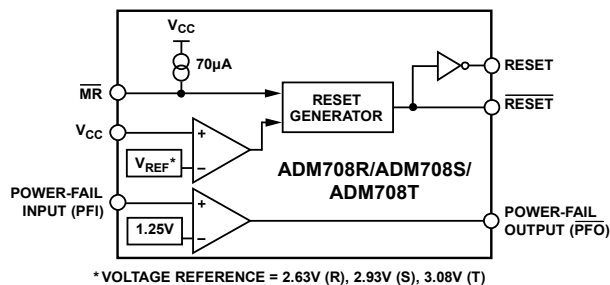 VCC
70µA
MR
RESET
RESET
GENERATOR
RESET
VCC
VREF*
ADM708R/ADM708S/
ADM708T
POWER-FAIL
INPUT (PFI)
1.25V
POWER-FAIL
OUTPUT (PFO)
*VOLTAGE REFERENCE = 2.63V (R), 2.93V (S), 3.08V (T)